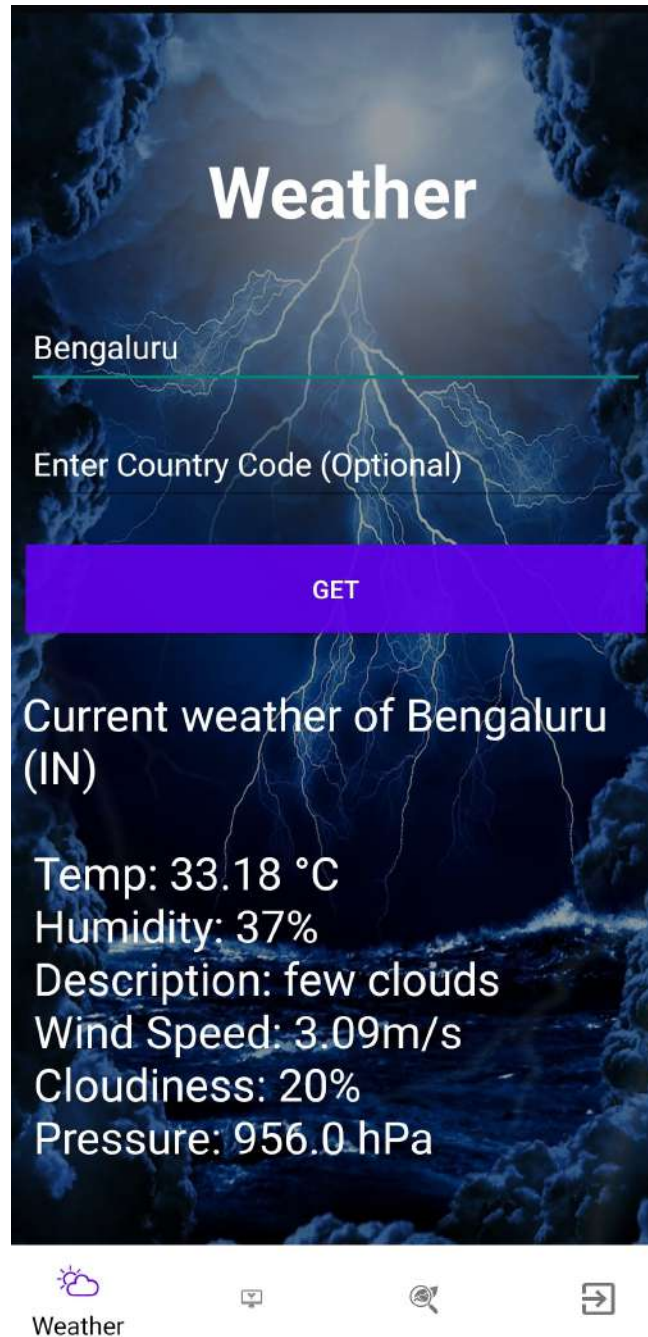 Weather
Bengaluru
Enter Country Code (Optional)
GET
Current weather of Bengaluru
(IN)
Temp: 33.18 °C
Humidity: 37%
Description: few clouds
Wind Speed: 3.09m/s
Cloudiness: 20%
Pressure: 956.0 hPa
Weather